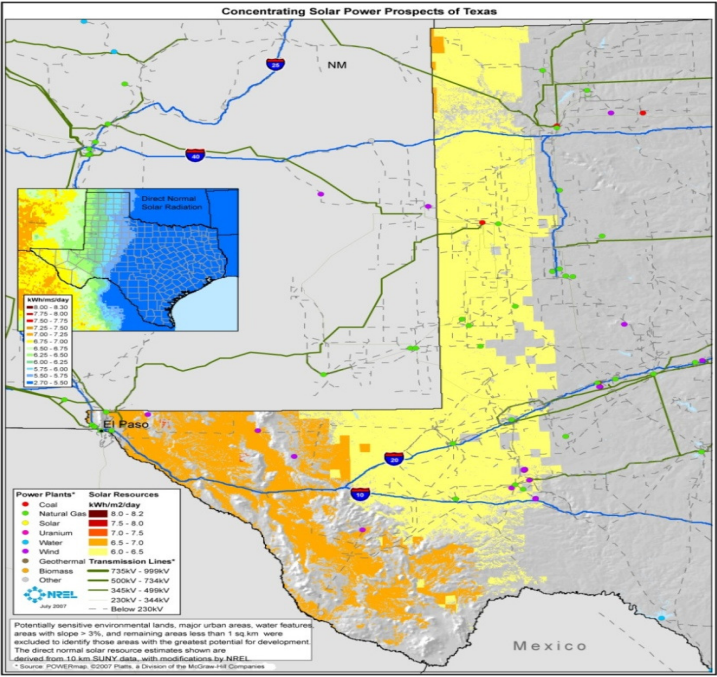 Concentrating Solar Power Prospects of Texas
25
NM
40
Direct Normal
Solar Radiation
kWh/m2/day
8.00 - 8.30
7.75 - 8.00
7.50 - 7.75
7.25 - 7.50
7.00 - 7.25
6.75 - 7.00
6.50 - 6.75
6.25 - 6.50
6.00 - 6.25
5.75 - 6.00
5.50 - 5.75
2.70 - 5.50
El Paso
20
10
Power Plants* Solar Resources
Coal kWh/m2/day
Natural Gas 8.0 - 8.2
Solar 7.5 - 8.0
Uranium 7.0 - 7.5
Water 6.5 - 7.0
Wind 6.0 - 6.5
Geothermal Transmission Lines*
Biomass 735kV - 999kV
Other 500kV - 734kV
345kV - 499kV
NREL 230kV - 344kV
July 2007 Below 230kV
Potentially sensitive environmental lands, major urban areas, water features,
areas with slope > 3%, and remaining areas less than 1 sq.km were
excluded to identify those areas with the greatest potential for development.
The direct normal solar resource estimates shown are
derived from 10 km SUNY data, with modifications by NREL.
* Source: POWERmap, ©2007 Platts, a Division of the McGraw-Hill Companies
Mexico